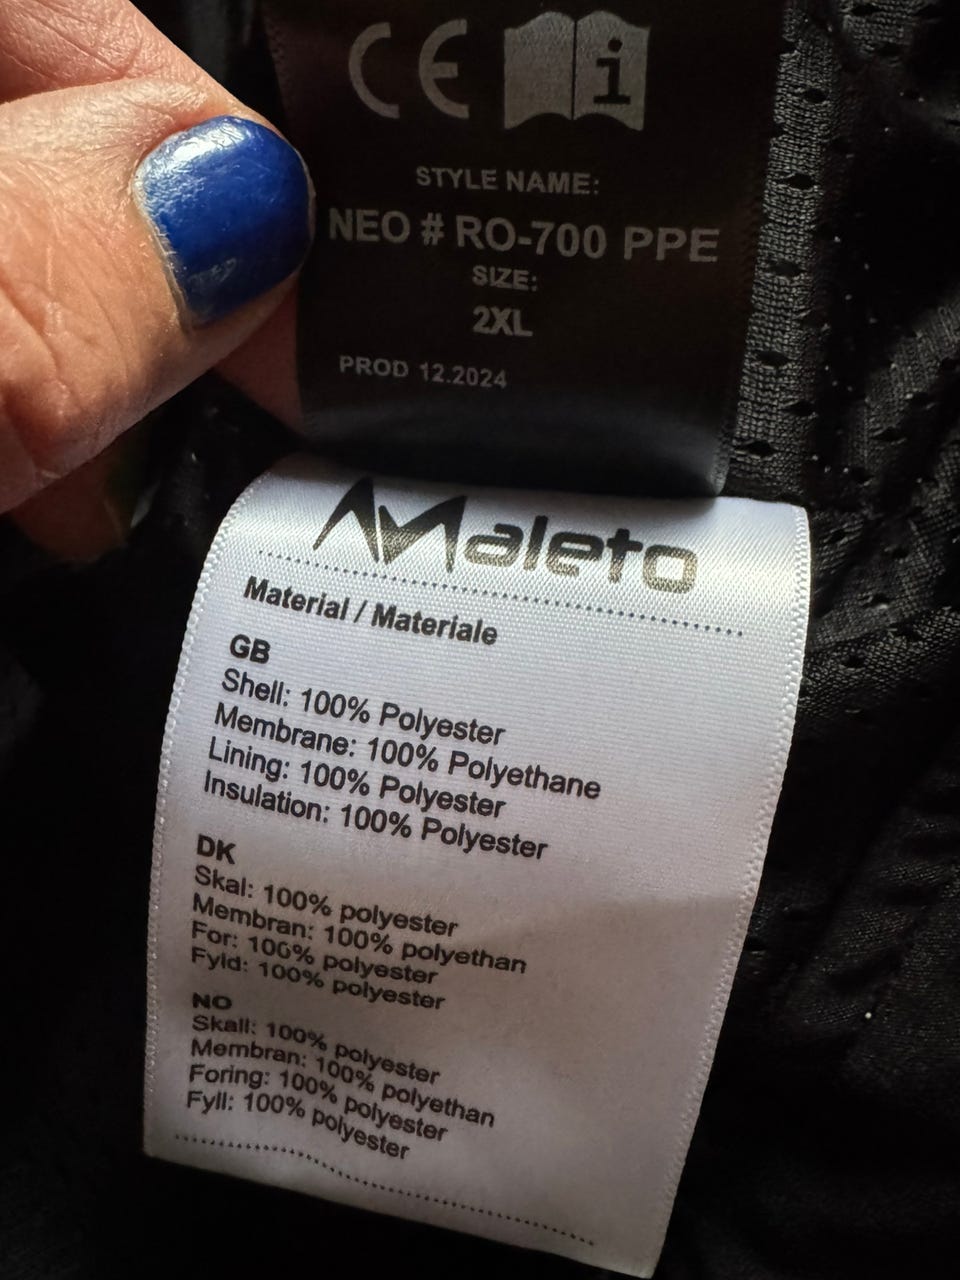 CE i
STYLE NAME:
NEO # RO-700 PPE
SIZE:
2XL
PROD 12.2024
Maleto
Material / Materiale
GB
Shell: 100% Polyester
Membrane: 100% Polyethane
Lining: 100% Polyester
Insulation: 100% Polyester
DK
Skal: 100% polyester
Membran: 100% polyethan
For: 100% polyester
Fyld: 100% polyester
NO
Skall: 100% polyester
Membran: 100% polyethan
Foring: 100% polyester
Fyll: 100% polyester